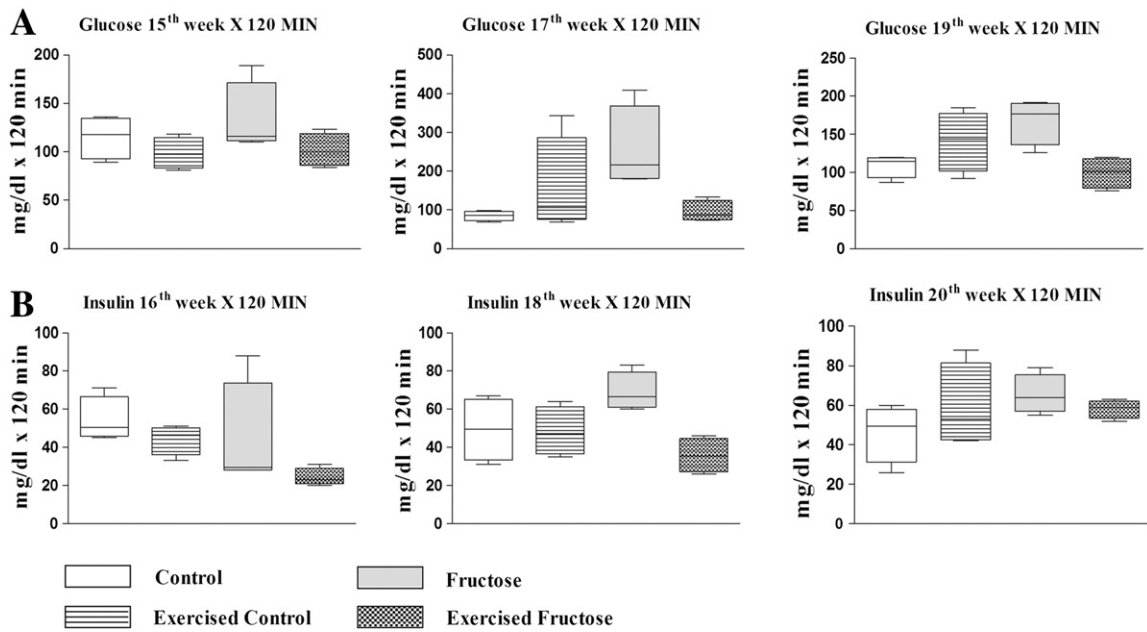 A
Glucose 15th week X 120 MIN
Glucose 17th week X 120 MIN
Glucose 19th week X 120 MIN
mg/dl x 120 min
200
150
100
50
0
mg/dl x 120 min
500
400
300
200
100
0
mg/dl x 120 min
250
200
150
100
50
0
B
Insulin 16th week X 120 MIN
Insulin 18th week X 120 MIN
Insulin 20th week X 120 MIN
mg/dl x 120 min
100
80
60
40
20
0
mg/dl x 120 min
100
80
60
40
20
0
mg/dl x 120 min
100
80
60
40
20
0
Control
Fructose
Exercised Control
Exercised Fructose